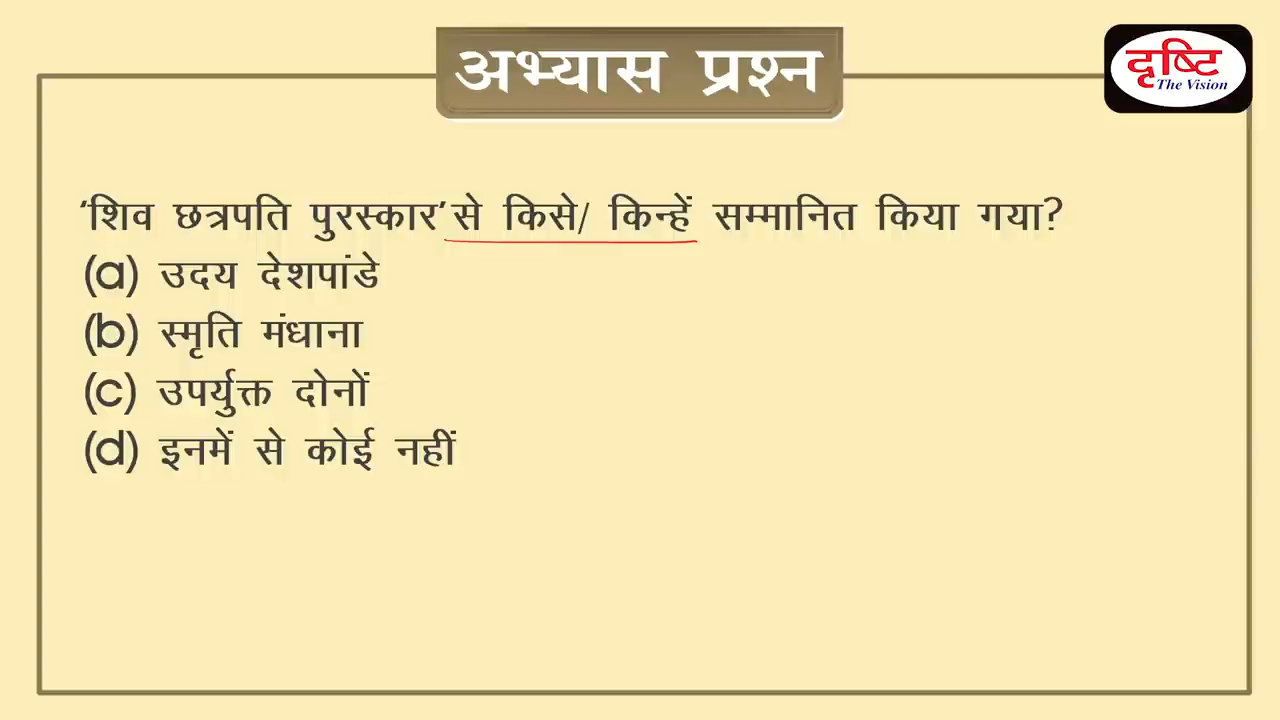 अभ्यास प्रश्न
दृष्टि
The Vision
‘शिव छत्रपति पुरस्कार’ से किसे/ किन्हें सम्मानित किया गया?
(a) उदय देशपांडे
(b) स्मृति मंधाना
(c) उपर्युक्त दोनों
(d) इनमें से कोई नहीं